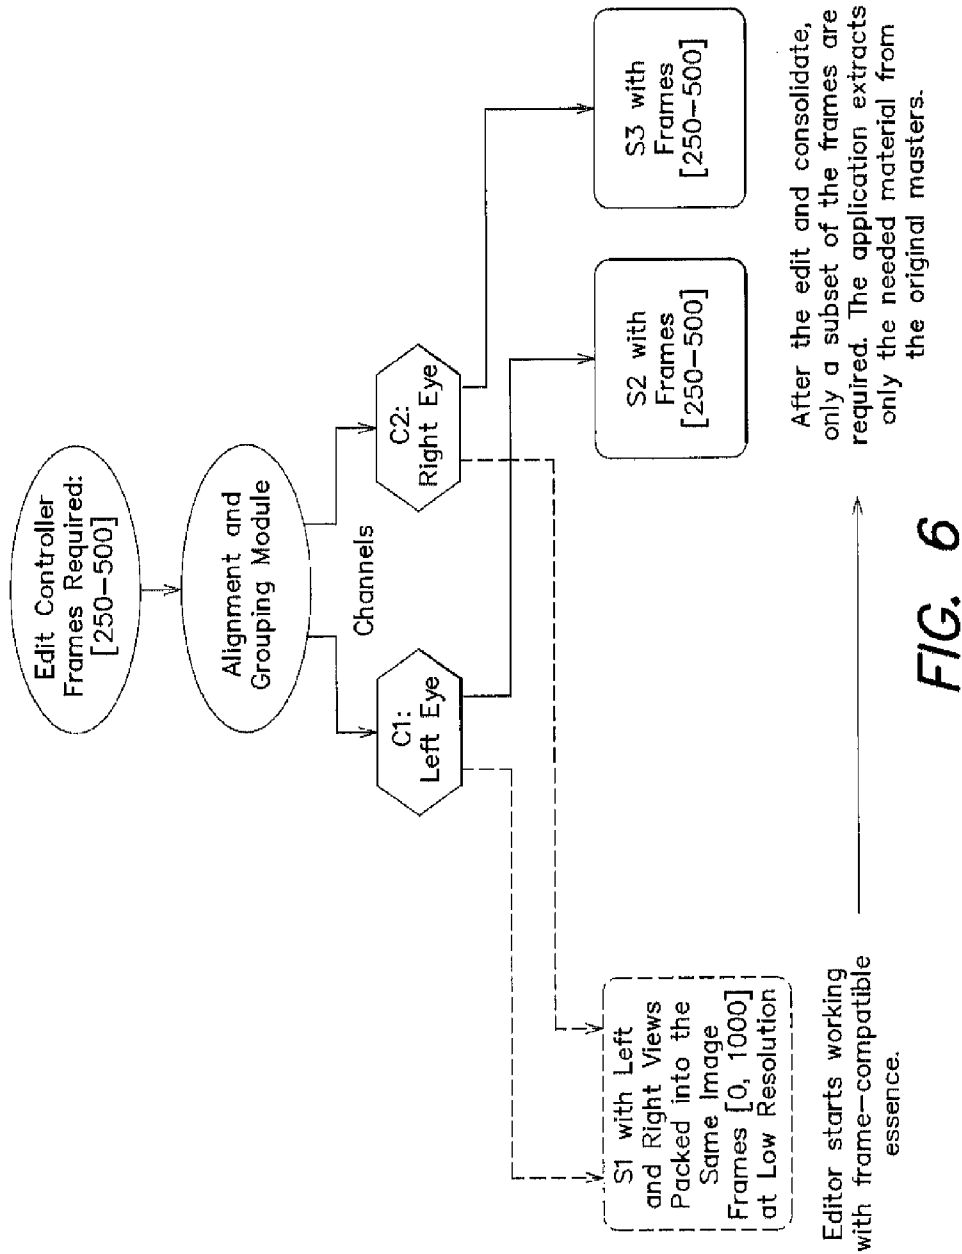 Edit Controller
Frames Required:
[250–500]
Alignment and
Grouping Module
Channels
C1:
Left Eye
C2:
Right Eye
S1 with Left
and Right Views
Packed into the
Same Image
Frames [0, 1000]
at Low Resolution
S2 with
Frames
[250–500]
S3 with
Frames
[250–500]
Editor starts working
with frame–compatible
essence.
After the edit and consolidate,
only a subset of the frames are
required. The application extracts
only the needed material from
the original masters.
FIG. 6